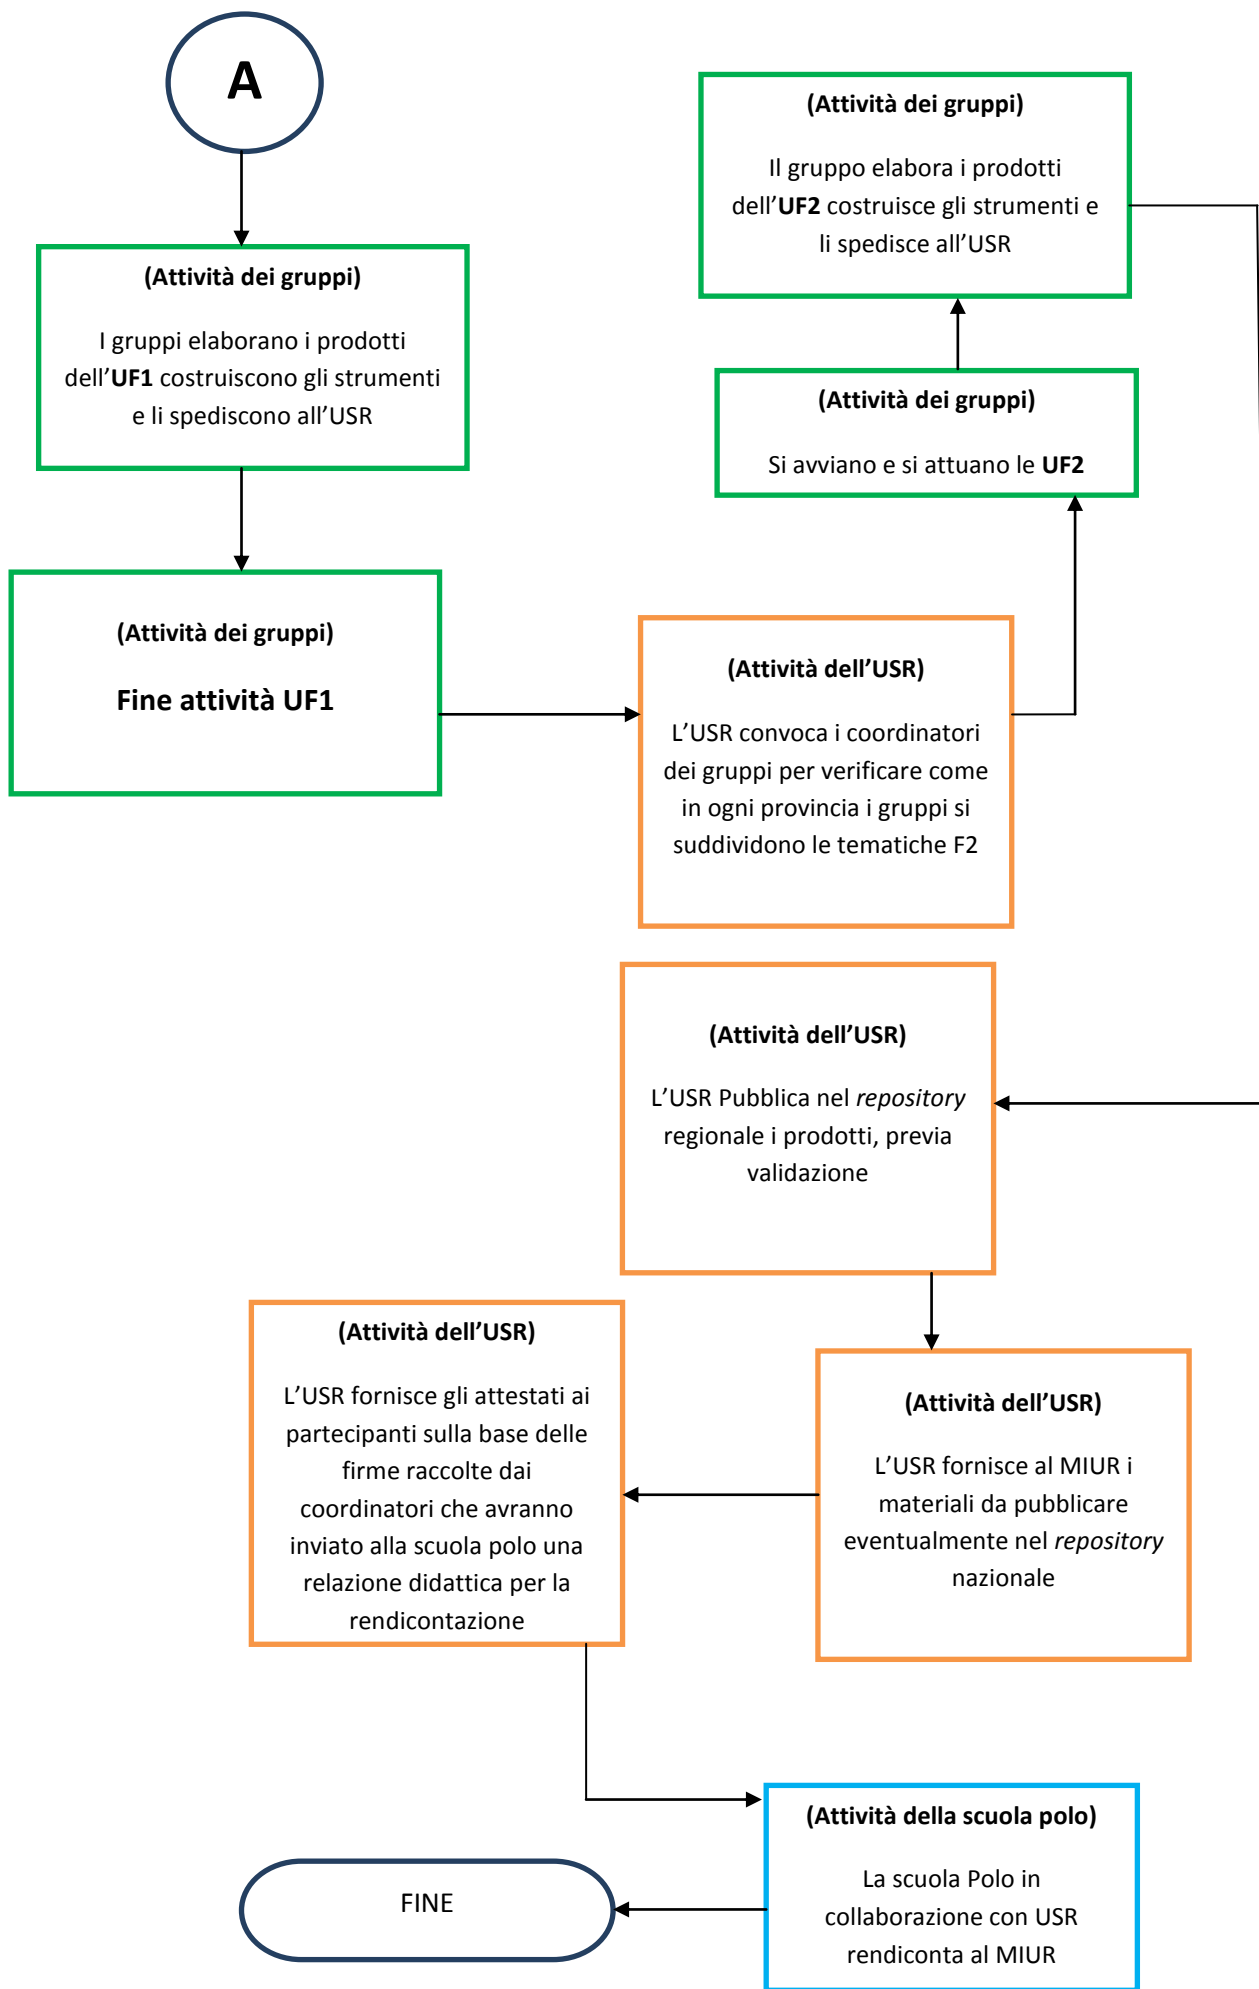 A
(Attività dei gruppi)
I gruppi elaborano i prodotti
dell’UF1 costruiscono gli strumenti
e li spediscono all’USR
(Attività dei gruppi)
Fine attività UF1
(Attività dell’USR)
L’USR convoca i coordinatori
dei gruppi per verificare come
in ogni provincia i gruppi si
suddividono le tematiche F2
(Attività dei gruppi)
Si avviano e si attuano le UF2
(Attività dei gruppi)
Il gruppo elabora i prodotti
dell’UF2 costruisce gli strumenti e
li spedisce all’USR
(Attività dell’USR)
L’USR Pubblica nel repository
regionale i prodotti, previa
validazione
(Attività dell’USR)
L’USR fornisce al MIUR i
materiali da pubblicare
eventualmente nel repository
nazionale
(Attività dell’USR)
L’USR fornisce gli attestati ai
partecipanti sulla base delle
firme raccolte dai
coordinatori che avranno
inviato alla scuola polo una
relazione didattica per la
rendicontazione
(Attività della scuola polo)
La scuola Polo in
collaborazione con USR
rendiconta al MIUR
FINE